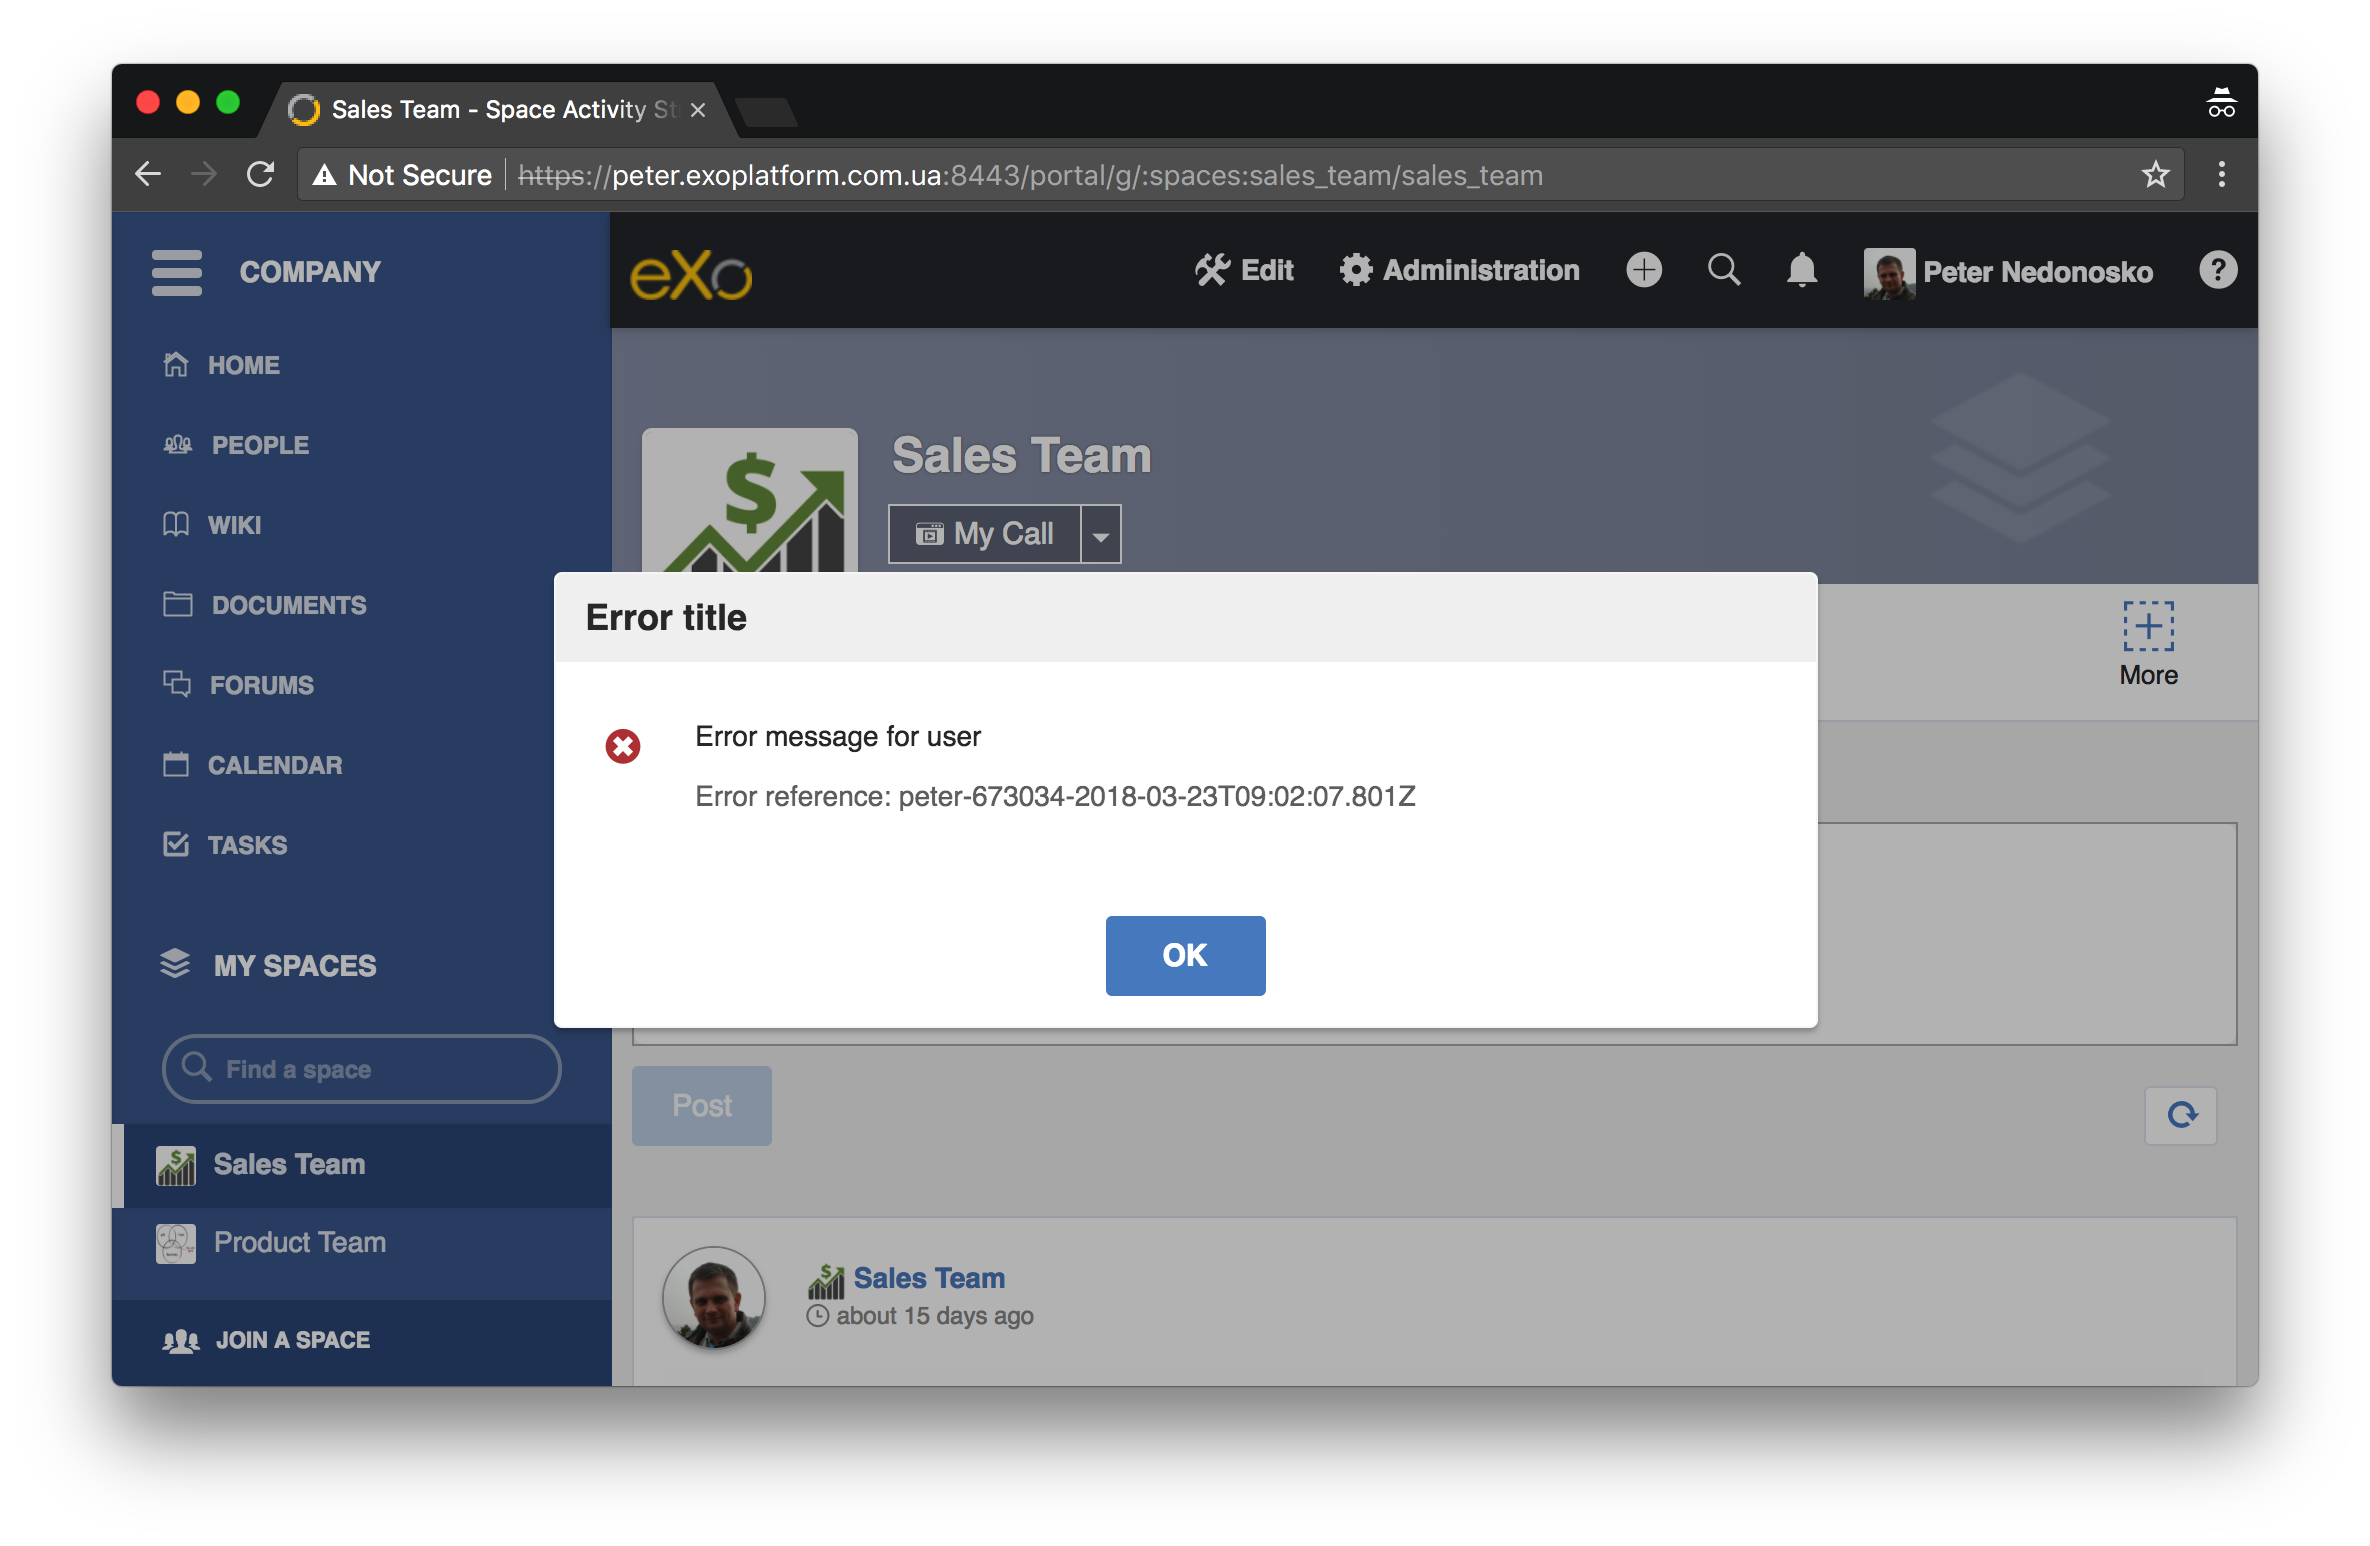 Sales Team - Space Activity St
Not Secure https://peter.exoplatform.com.ua:8443/portal/g/:spaces:sales_team/sales_team
COMPANY
eXo
Edit
Administration
Peter Nedonosko
HOME
PEOPLE
WIKI
DOCUMENTS
FORUMS
CALENDAR
TASKS
MY SPACES
Find a space
Sales Team
Product Team
JOIN A SPACE
Sales Team
My Call
More
Error title
Error message for user
Error reference: peter-673034-2018-03-23T09:02:07.801Z
OK
Post
Sales Team
about 15 days ago